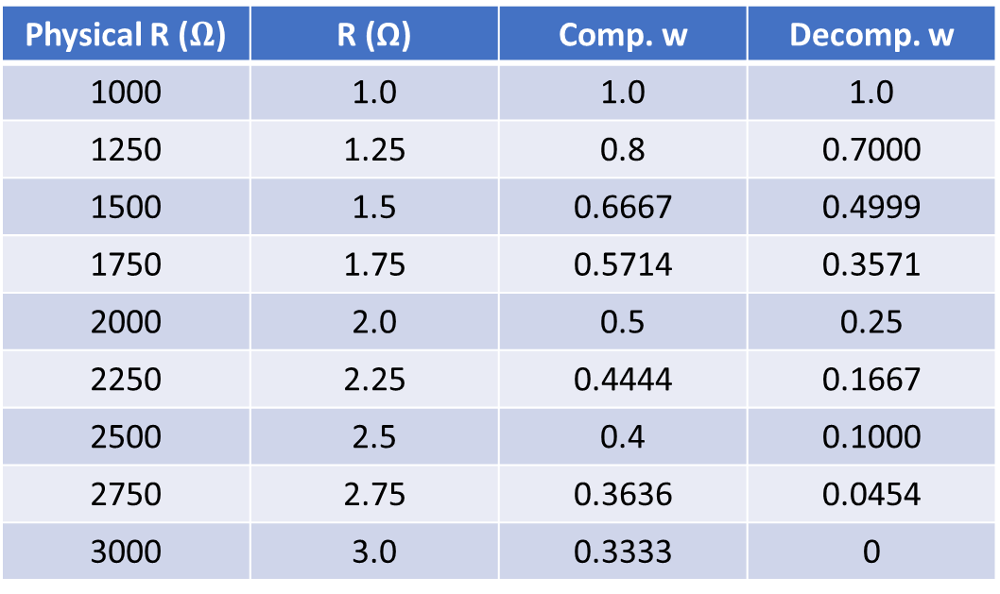 Physical R (Ω) R (Ω) Comp. w Decomp. w
1000 1.0 1.0 1.0
1250 1.25 0.8 0.7000
1500 1.5 0.6667 0.4999
1750 1.75 0.5714 0.3571
2000 2.0 0.5 0.25
2250 2.25 0.4444 0.1667
2500 2.5 0.4 0.1000
2750 2.75 0.3636 0.0454
3000 3.0 0.3333 0